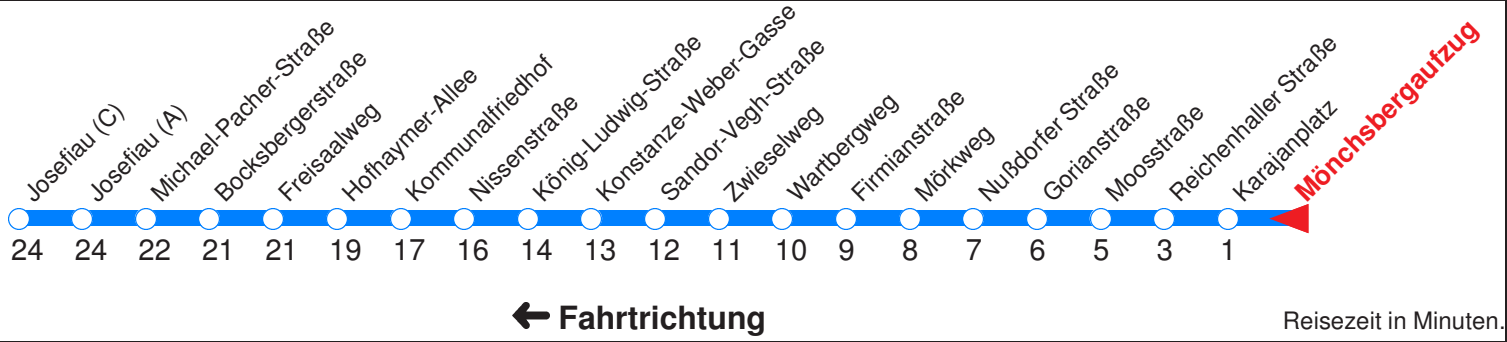 Josefiau (C)
Josefiau (A)
Michael-Pacher-Straße
Bocksbergerstraße
Freisaalweg
Hofhaymer-Allee
Kommunalfriedhof
Nissenstraße
König-Ludwig-Straße
Konstanze-Weber-Gasse
Sandor-Vegh-Straße
Zwieselweg
Wartbergweg
Firmianstraße
Mörkweg
Nußdorfer Straße
Gorianstraße
Moosstraße
Reichenhaller Straße
Karajanplatz
Mönchsbergaufzug
24 24 22 21 21 19 17 16 14 13 12 11 10 9 8 7 6 5 3 1
← Fahrtrichtung
Reisezeit in Minuten.